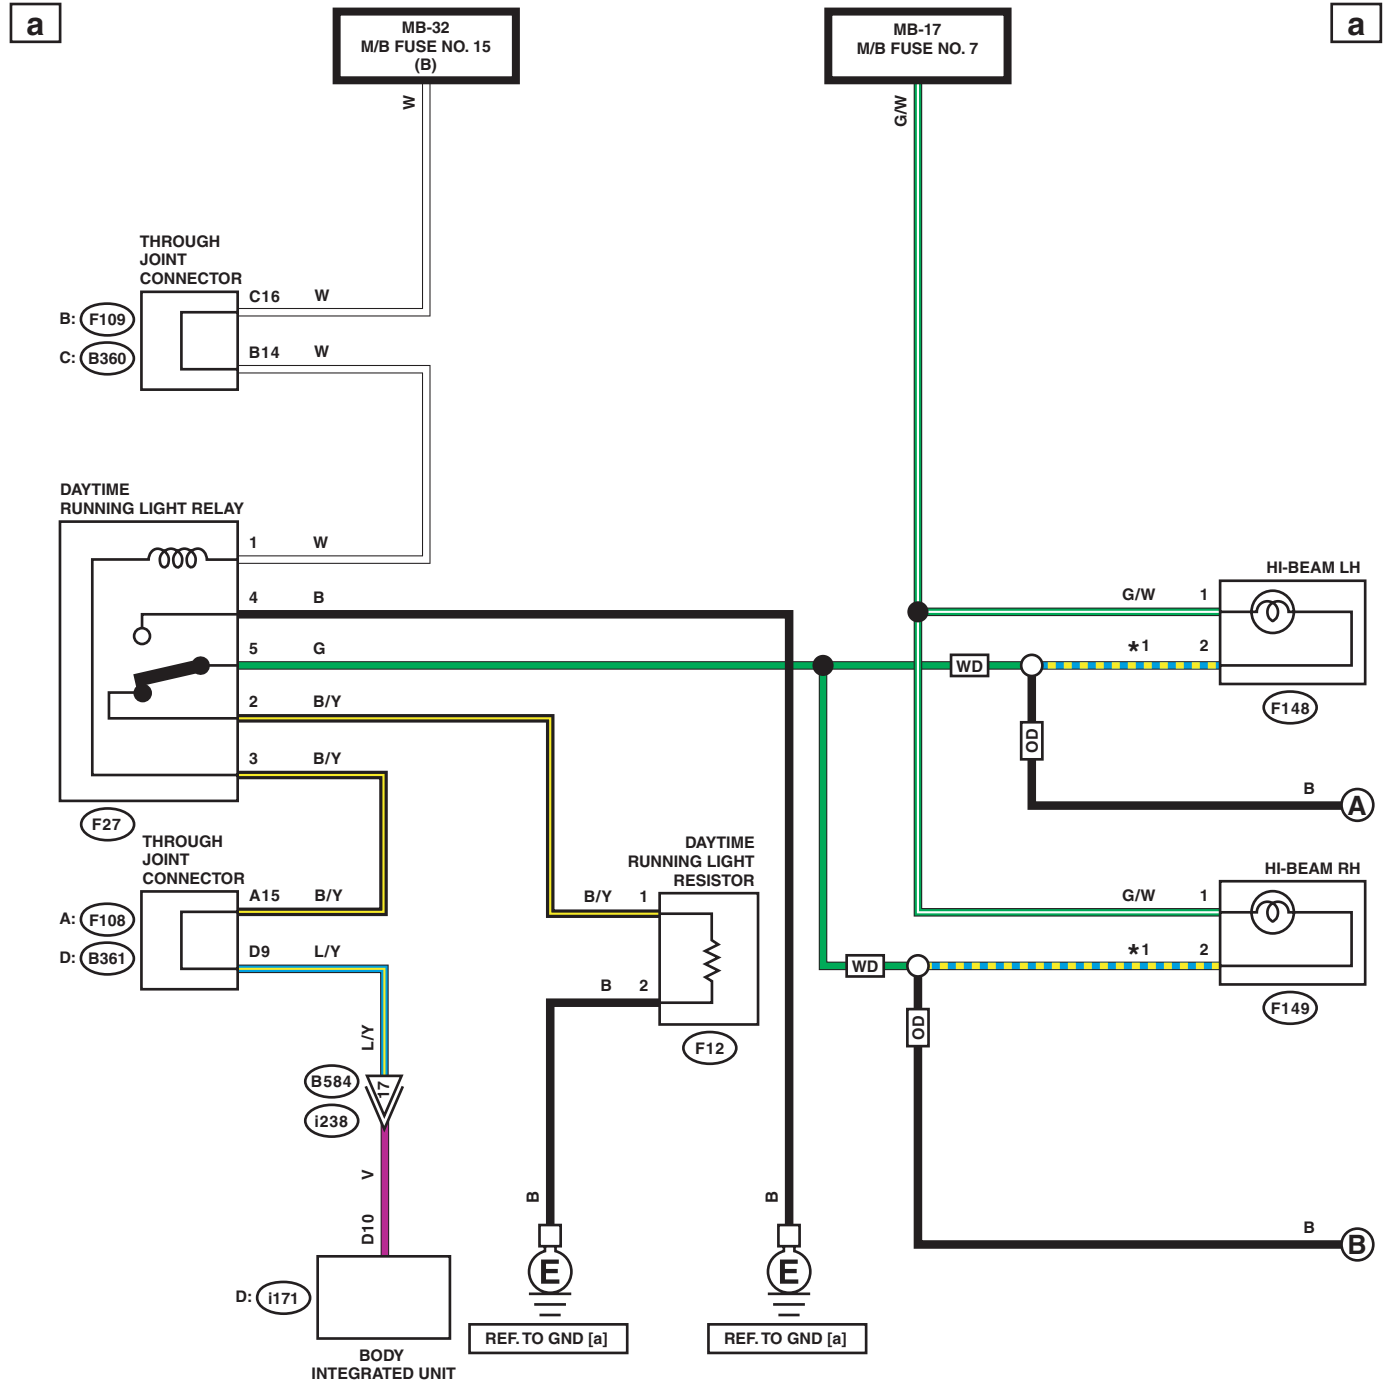 a
MB-32
M/B FUSE NO. 15
(B)
MB-17
M/B FUSE NO. 7
a
W
G/W
THROUGH
JOINT
CONNECTOR
C16 W
B: F109
B14 W
C: B360
DAYTIME
RUNNING LIGHT RELAY
1 W
4 B
5 G
2 B/Y
3 B/Y
F27
HI-BEAM LH
G/W 1
*1 2
WD
F148
OD
B
A
THROUGH
JOINT
CONNECTOR
A15 B/Y
A: F108
D9 L/Y
D: B361
L/Y
B584
17
i238
V
D10
D: i171
BODY
INTEGRATED UNIT
DAYTIME
RUNNING LIGHT
RESISTOR
B/Y 1
B 2
F12
B
E
REF. TO GND [a]
B
E
REF. TO GND [a]
HI-BEAM RH
G/W 1
*1 2
WD
F149
OD
B
B